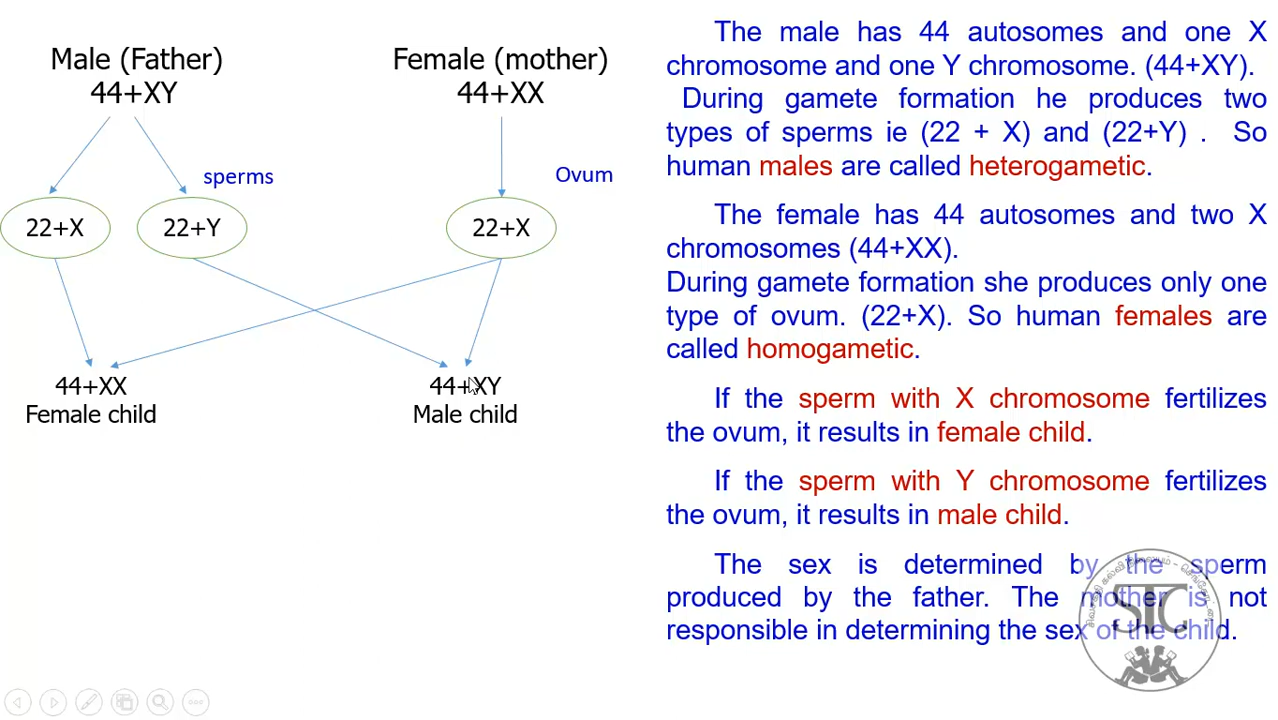 Male (Father)
44+XY
Female (mother)
44+XX
sperms
Ovum
22+X
22+Y
22+X
44+XX
Female child
44+XY
Male child
The male has 44 autosomes and one X
chromosome and one Y chromosome. (44+XY).
During gamete formation he produces two
types of sperms ie (22 + X) and (22+Y) . So
human males are called heterogametic.
The female has 44 autosomes and two X
chromosomes (44+XX).
During gamete formation she produces only one
type of ovum. (22+X). So human females are
called homogametic.
If the sperm with X chromosome fertilizes
the ovum, it results in female child.
If the sperm with Y chromosome fertilizes
the ovum, it results in male child.
The sex is determined by the sperm
produced by the father. The mother is not
responsible in determining the sex of the child.
STC